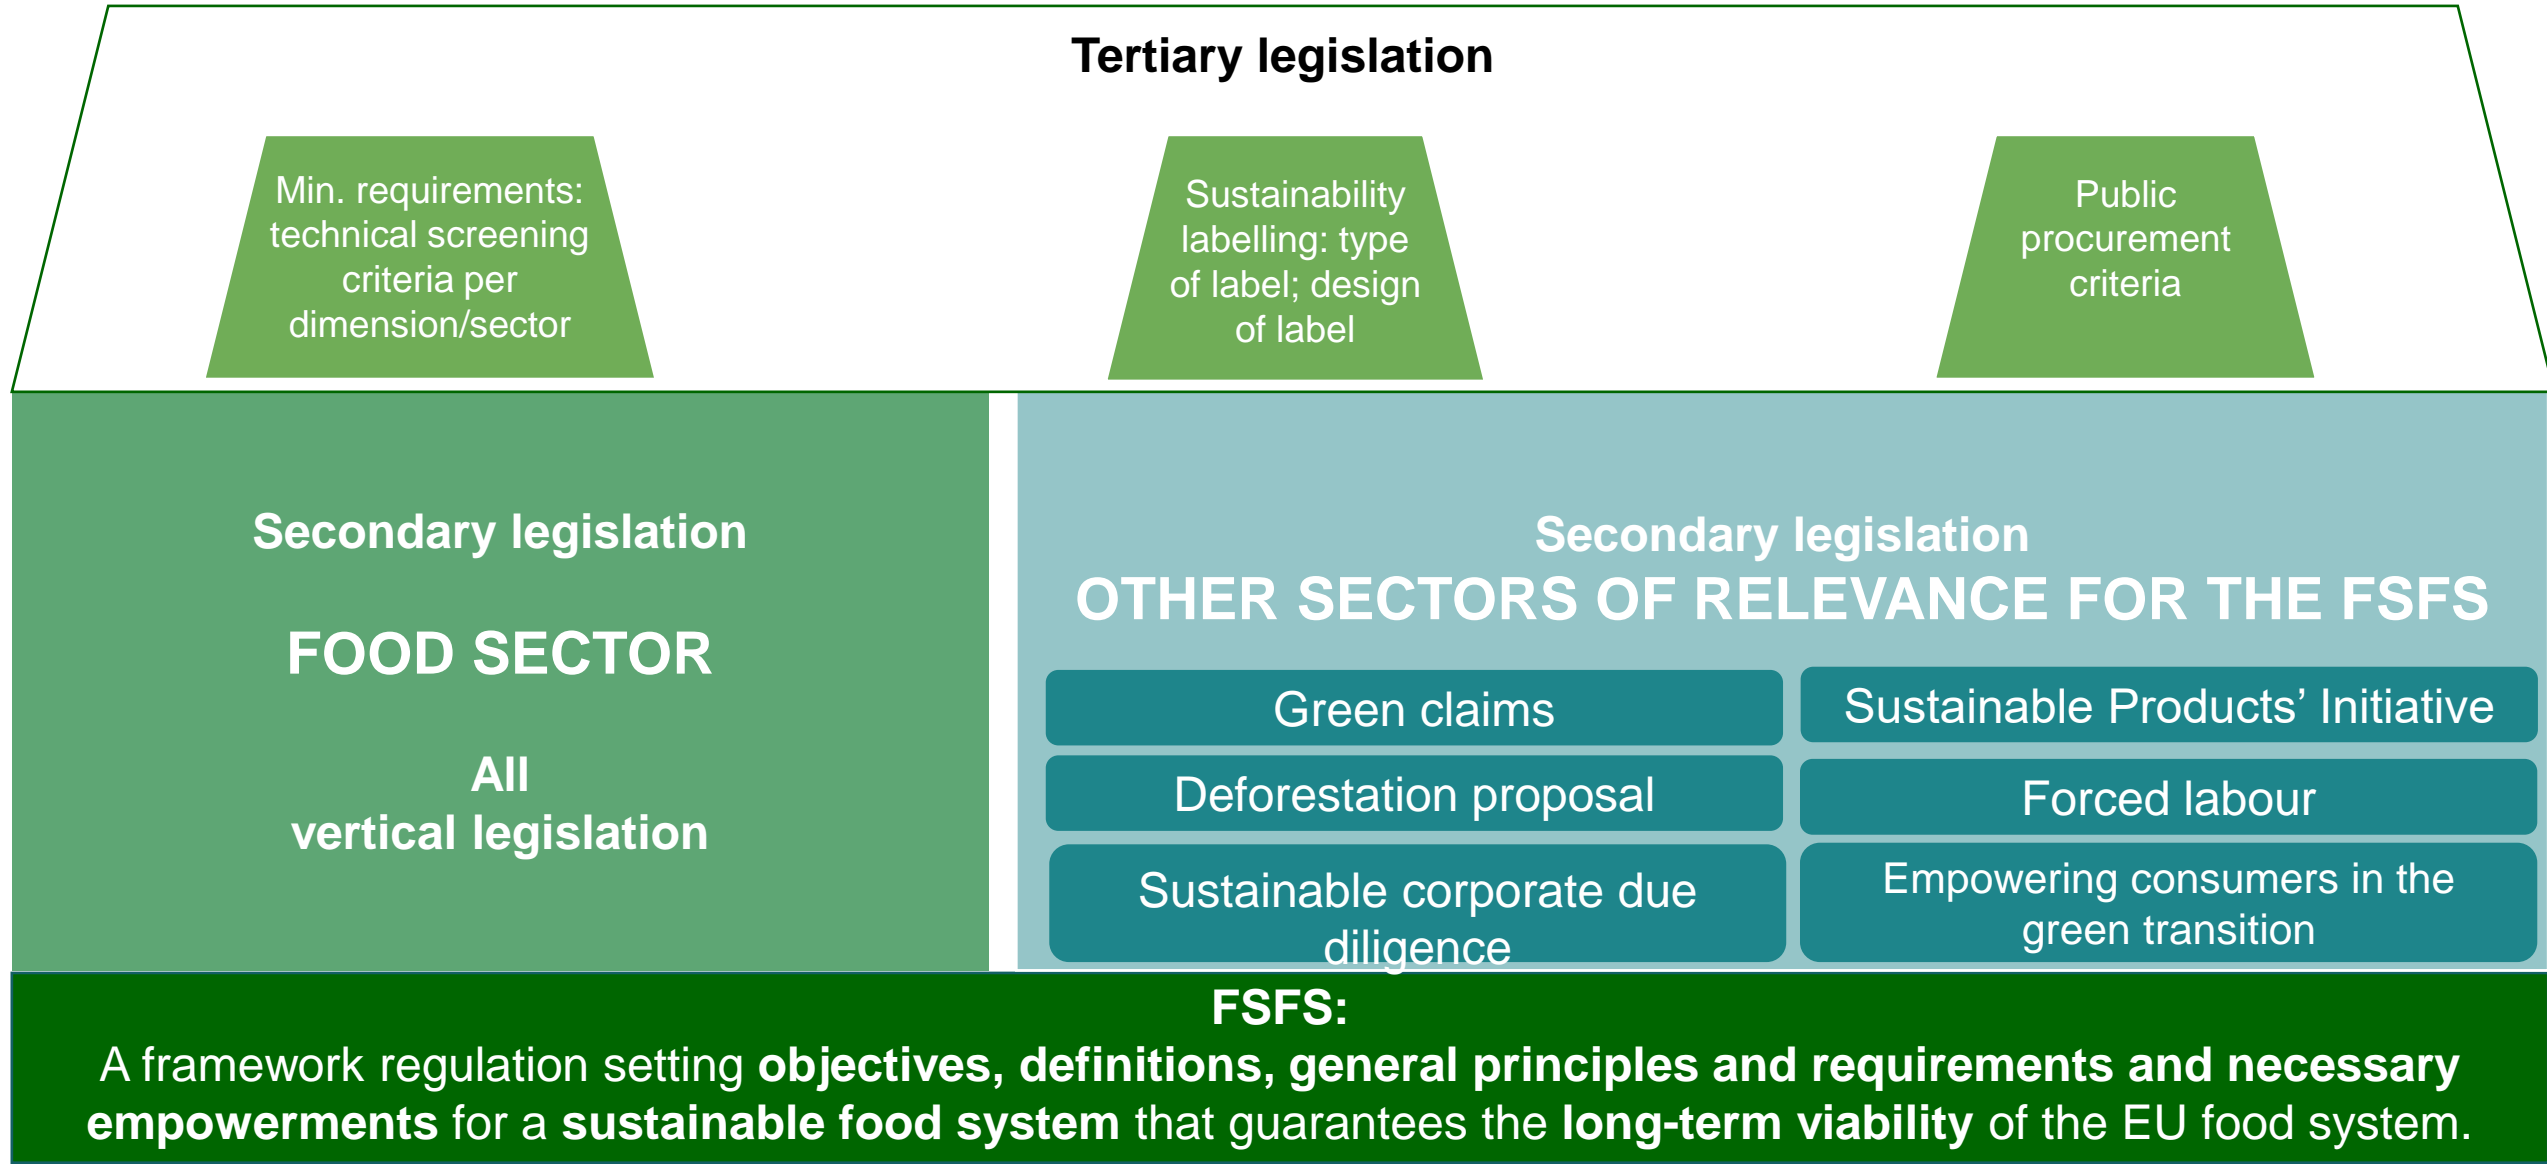 Tertiary legislation
Min. requirements:
technical screening
criteria per
dimension/sector
Sustainability
labelling: type
of label; design
of label
Public
procurement
criteria
Secondary legislation
FOOD SECTOR
All
vertical legislation
Secondary legislation
OTHER SECTORS OF RELEVANCE FOR THE FSFS
Green claims
Sustainable Products’ Initiative
Deforestation proposal
Forced labour
Sustainable corporate due
diligence
Empowering consumers in the
green transition
FSFS:
A framework regulation setting objectives, definitions, general principles and requirements and necessary
empowerments for a sustainable food system that guarantees the long-term viability of the EU food system.